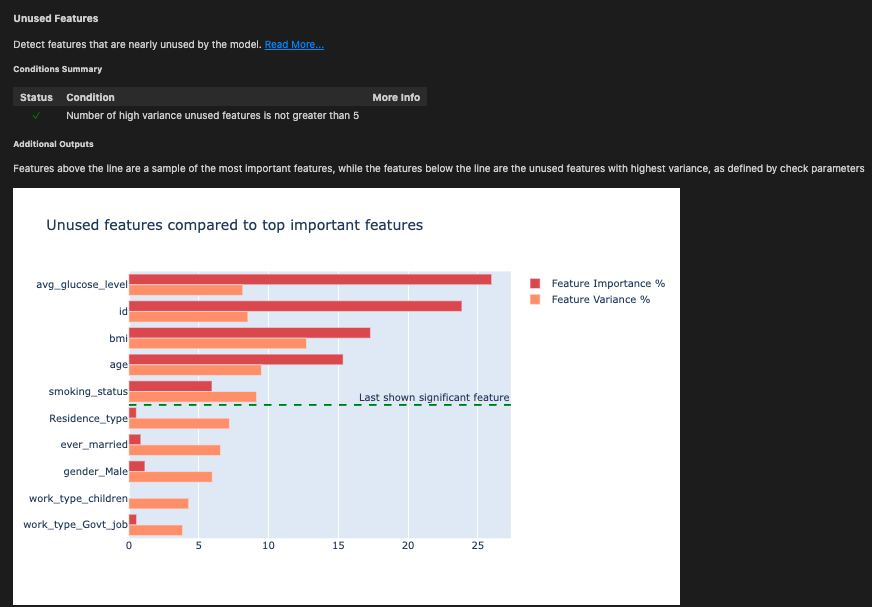 Unused Features
Detect features that are nearly unused by the model. Read More...
Conditions Summary
Status Condition More Info
✓ Number of high variance unused features is not greater than 5
Additional Outputs
Features above the line are a sample of the most important features, while the features below the line are the unused features with highest variance, as defined by check parameters
Unused features compared to top important features
avg_glucose_level
id
bmi
age
smoking_status
Residence_type
ever_married
gender_Male
work_type_children
work_type_Govt_job
Last shown significant feature
0 5 10 15 20 25
Feature Importance %
Feature Variance %